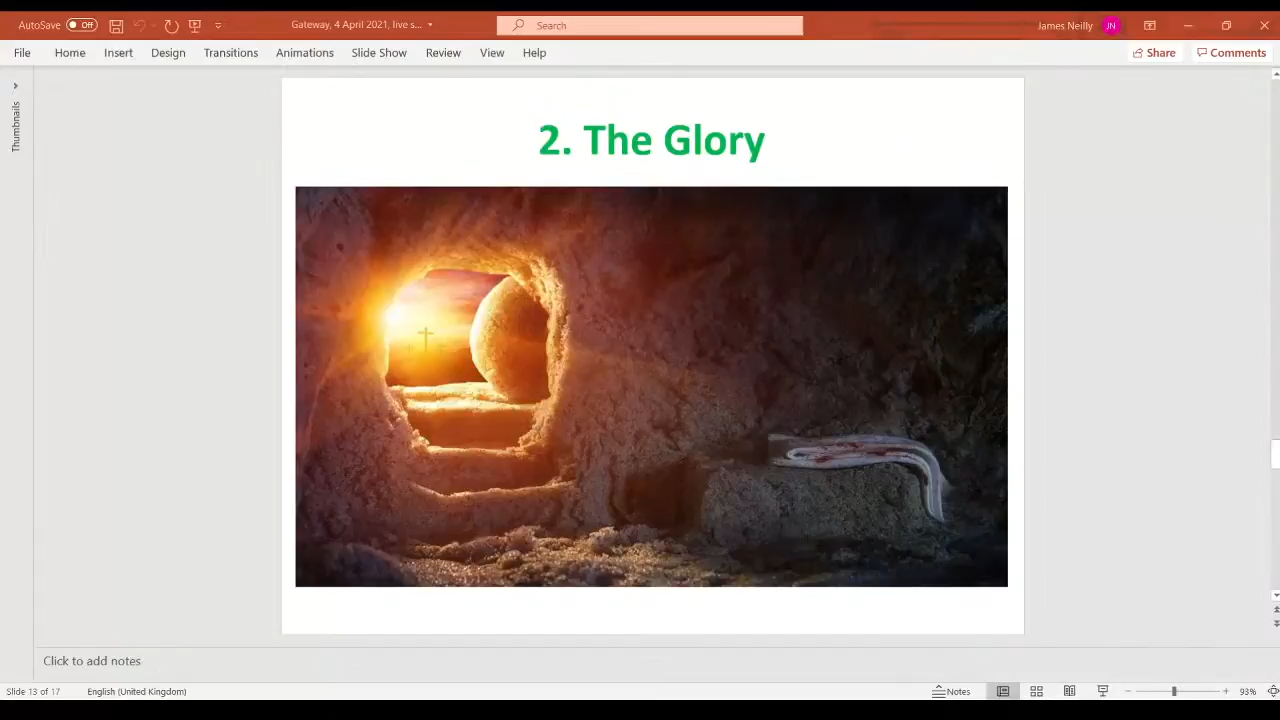 AutoSave Off Gateway, 4 April 2021, live s... Search James Neilly JN
File Home Insert Design Transitions Animations Slide Show Review View Help Share Comments
Thumbnails
2. The Glory
Click to add notes
Slide 13 of 17 English (United Kingdom) Notes 93%